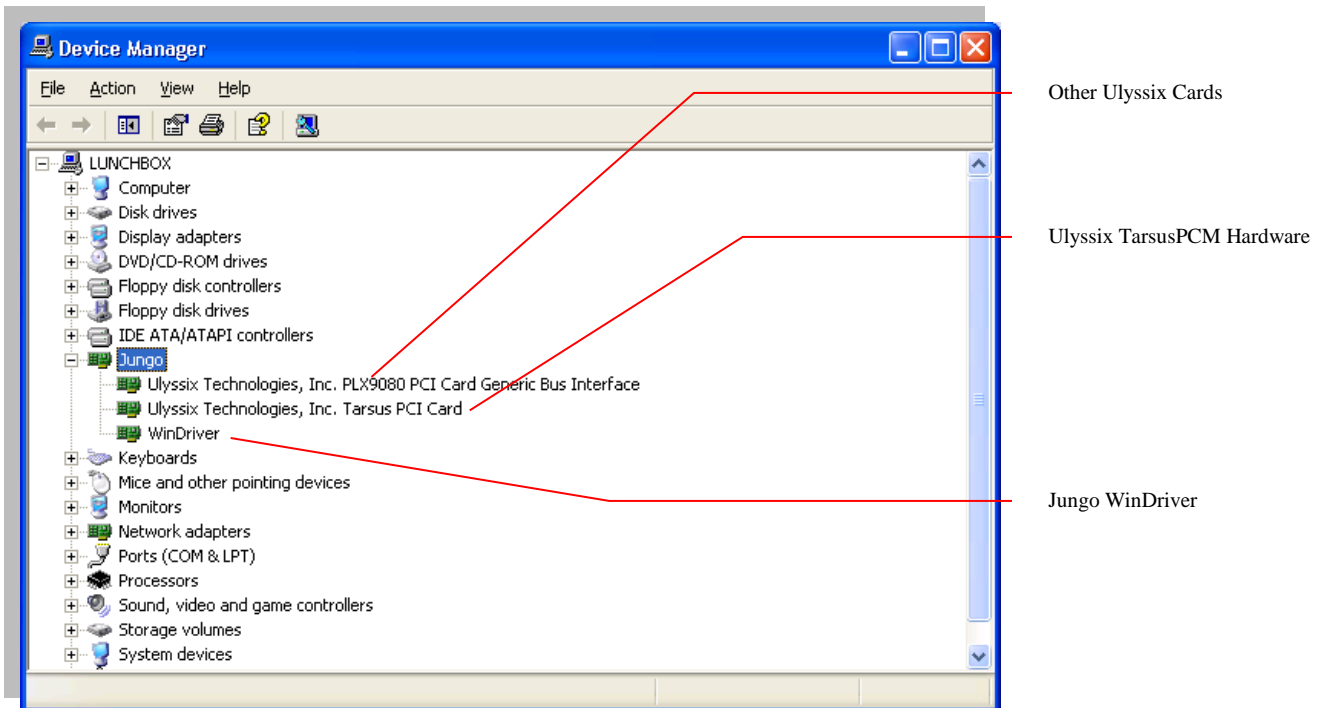 Device Manager
File Action View Help
LUNCHBOX
Computer
Disk drives
Display adapters
DVD/CD-ROM drives
Floppy disk controllers
Floppy disk drives
IDE ATA/ATAPI controllers
Jungo
Ulyssix Technologies, Inc. PLX9080 PCI Card Generic Bus Interface
Ulyssix Technologies, Inc. Tarsus PCI Card
WinDriver
Keyboards
Mice and other pointing devices
Monitors
Network adapters
Ports (COM & LPT)
Processors
Sound, video and game controllers
Storage volumes
System devices
Other Ulyssix Cards
Ulyssix TarsusPCM Hardware
Jungo WinDriver